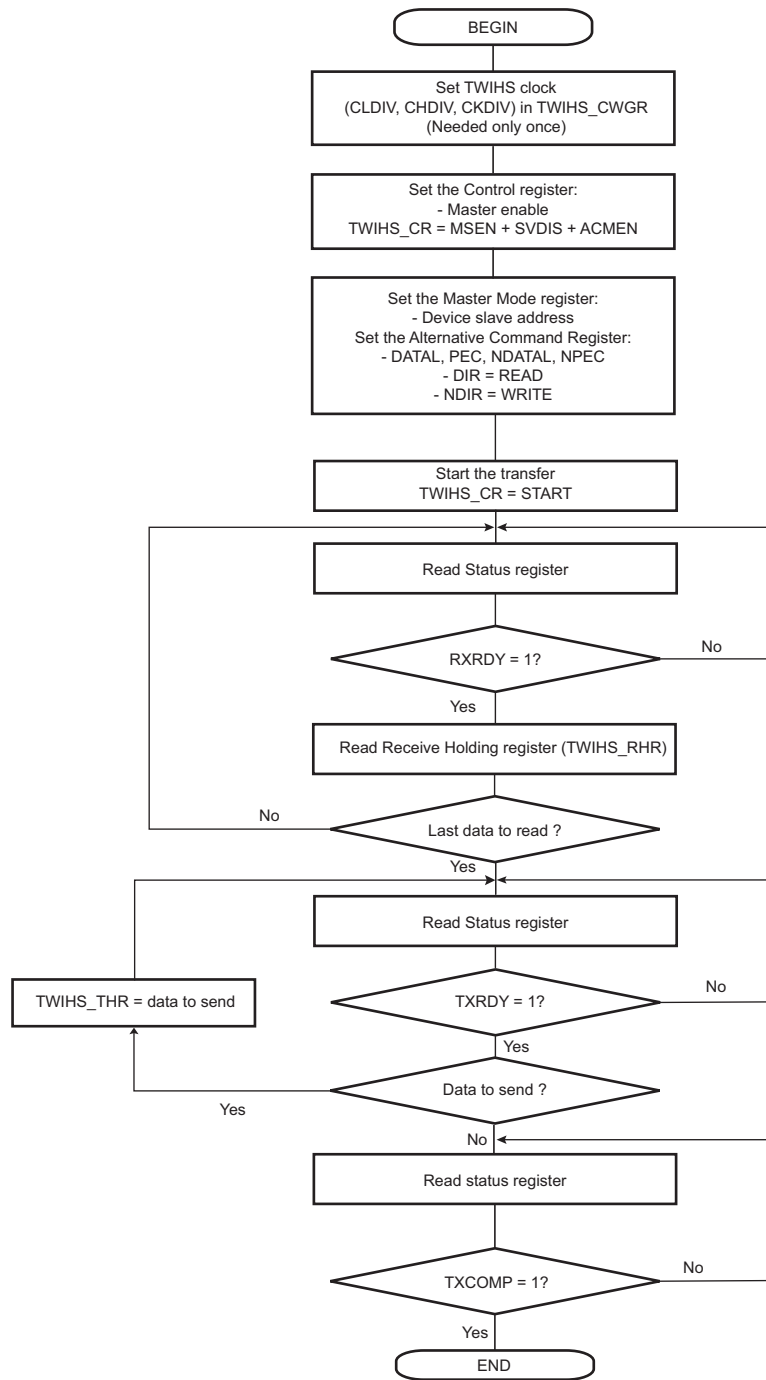 BEGIN
Set TWIHS clock
(CLDIV, CHDIV, CKDIV) in TWIHS_CWGR
(Needed only once)
Set the Control register:
- Master enable
TWIHS_CR = MSEN + SVDIS + ACMEN
Set the Master Mode register:
- Device slave address
Set the Alternative Command Register:
- DATAL, PEC, NDATAL, NPEC
- DIR = READ
- NDIR = WRITE
Start the transfer
TWIHS_CR = START
Read Status register
RXRDY = 1?
No
Yes
Read Receive Holding register (TWIHS_RHR)
No
Last data to read ?
Yes
Read Status register
TWIHS_THR = data to send
TXRDY = 1?
No
Yes
Data to send ?
Yes
No
Read status register
TXCOMP = 1?
No
Yes
END